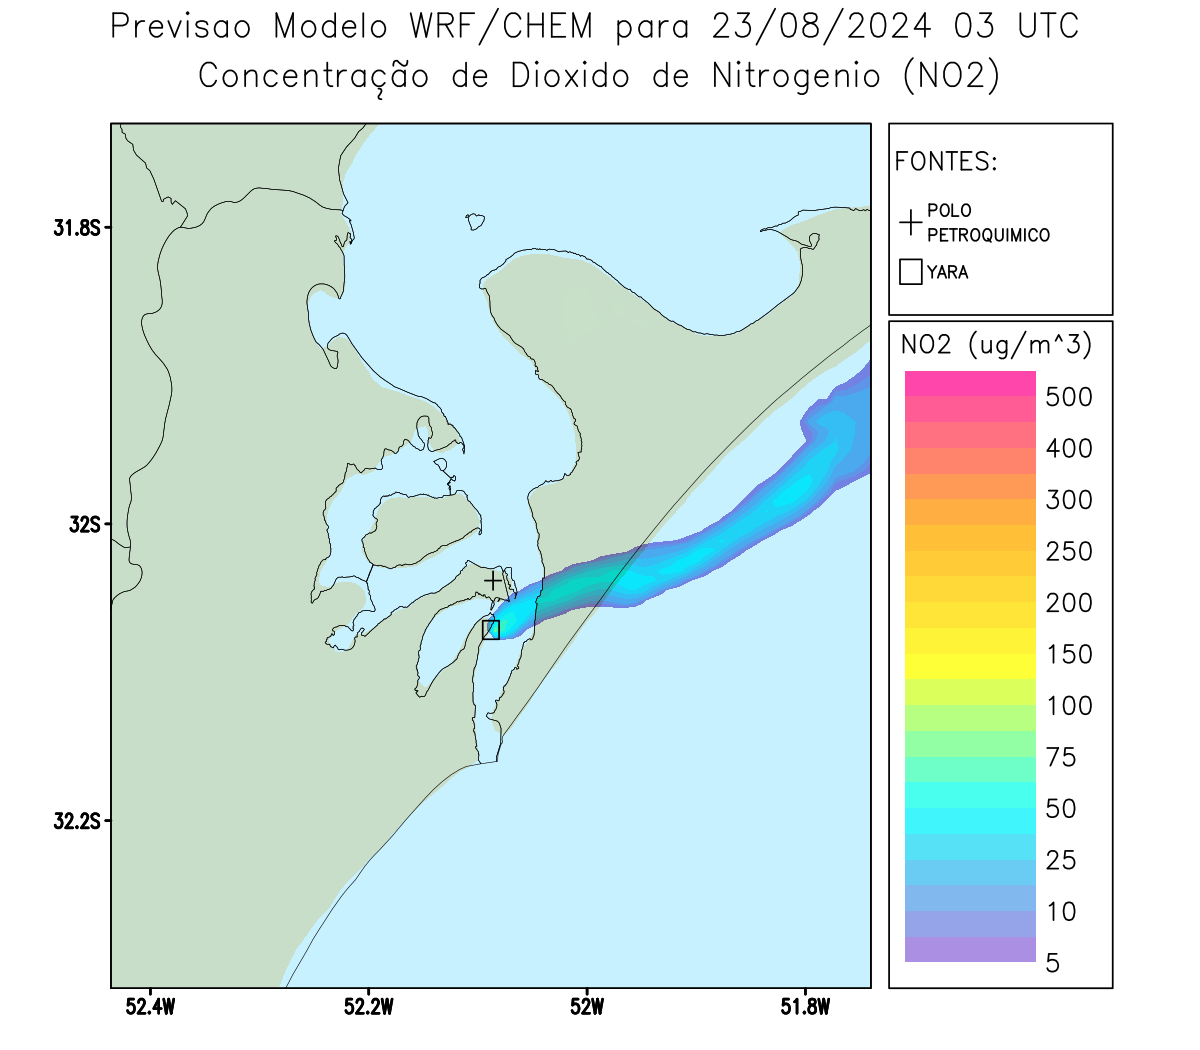 Previsao Modelo WRF/CHEM para 23/08/2024 03 UTC
Concentração de Dioxido de Nitrogenio (NO2)
FONTES:
POLO
PETROQUIMICO
YARA
NO2 (ug/m^3)
500
400
300
250
200
150
100
75
50
25
10
5
31.8S
32S
32.2S
52.4W
52.2W
52W
51.8W